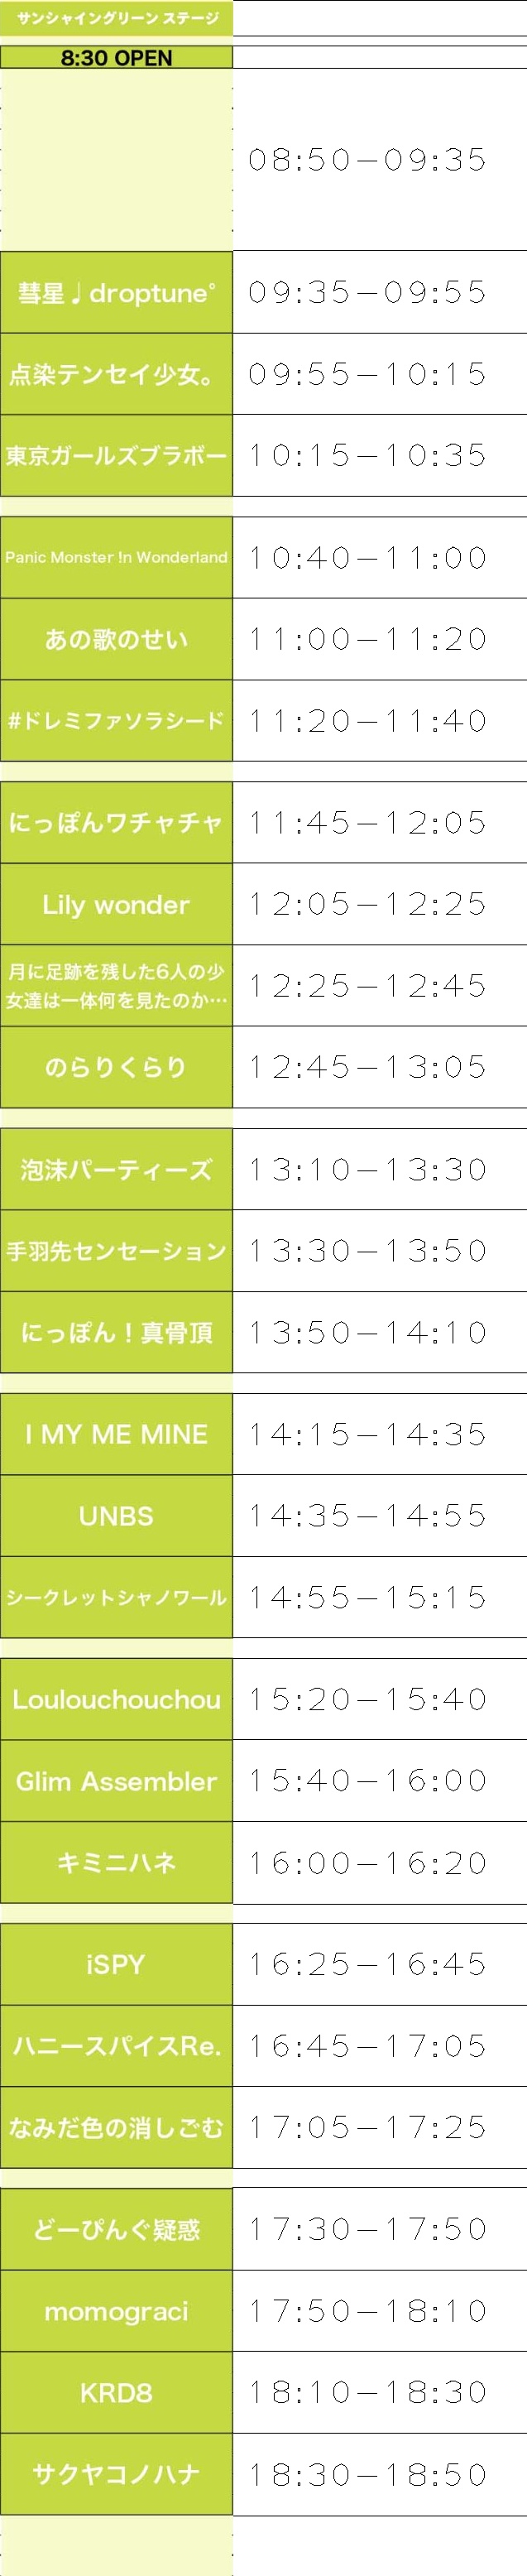 サンシャイングリーン ステージ
8:30 OPEN
08:50—09:35
彗星♩droptune° 09:35—09:55
点染テンセイ少女。 09:55—10:15
東京ガールズブラボー 10:15—10:35
Panic Monster !n Wonderland 10:40—11:00
あの歌のせい 11:00—11:20
#ドレミファソラシード 11:20—11:40
にっぽんワチャチャ 11:45—12:05
Lily wonder 12:05—12:25
月に足跡を残した6人の少
女達は一体何を見たのか… 12:25—12:45
のらりくらり 12:45—13:05
泡沫パーティーズ 13:10—13:30
手羽先センセーション 13:30—13:50
にっぽん！真骨頂 13:50—14:10
I MY ME MINE 14:15—14:35
UNBS 14:35—14:55
シークレットシャノワール 14:55—15:15
Loulouchouchou 15:20—15:40
Glim Assembler 15:40—16:00
キミニハネ 16:00—16:20
iSPY 16:25—16:45
ハニースパイスRe. 16:45—17:05
なみだ色の消しごむ 17:05—17:25
どーぴんぐ疑惑 17:30—17:50
momograci 17:50—18:10
KRD8 18:10—18:30
サクヤコノハナ 18:30—18:50